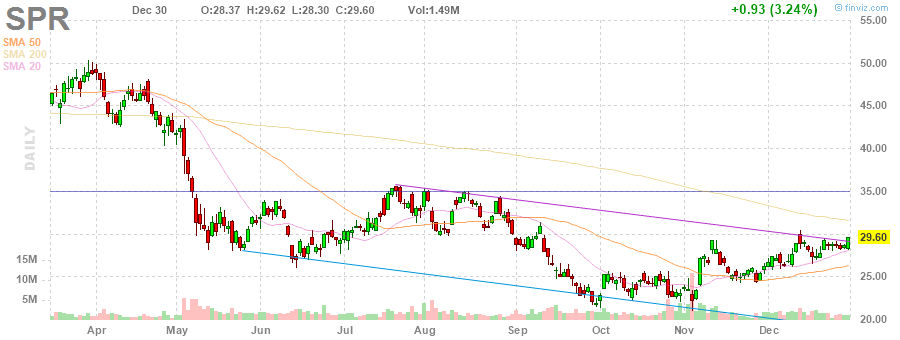 SPR
Dec 30 O:28.37 H:29.62 L:28.30 C:29.60 Vol:1.49M
+0.93 (3.24%)
finviz.com
SMA 50
SMA 200
SMA 20
DAILY
55.00
50.00
45.00
40.00
35.00
29.60
25.00
20.00
15M
10M
5M
Apr May Jun Jul Aug Sep Oct Nov Dec